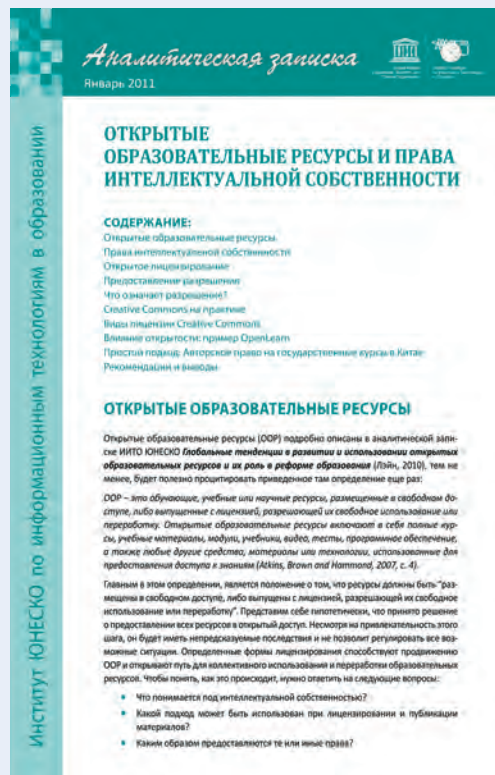 Аналитическая записка
Январь 2011
Институт ЮНЕСКО по информационным технологиям в образовании
ОТКРЫТЫЕ
ОБРАЗОВАТЕЛЬНЫЕ РЕСУРСЫ И ПРАВА
ИНТЕЛЛЕКТУАЛЬНОЙ СОБСТВЕННОСТИ
СОДЕРЖАНИЕ:
Открытые образовательные ресурсы
Права интеллектуальной собственности
Открытое лицензирование
Предоставление разрешения
Что означает разрешение?
Creative Commons на практике
Виды лицензии Creative Commons
Влияние открытости: пример OpenLearn
Простой подход: Авторское право на государственные курсы в Китае
Рекомендации и выводы
ОТКРЫТЫЕ ОБРАЗОВАТЕЛЬНЫЕ РЕСУРСЫ
Открытые образовательные ресурсы (ООР) подробно описаны в аналитической запи-
ске ИИТО ЮНЕСКО Глобальные тенденции в развитии и использовании открытых
образовательных ресурсов и их роль в реформе образования (Лэйн, 2010), тем не
менее, будет полезно процитировать приведенное там определение еще раз:
ООР – это обучающие, учебные или научные ресурсы, размещенные в свободном до-
ступе, либо выпущенные с лицензией, разрешающей их свободное использование или
переработку. Открытые образовательные ресурсы включают в себя полные кур-
сы, учебные материалы, модули, учебники, видео, тесты, программное обеспечение,
а также любые другие средства, материалы или технологии, использованные для
предоставления доступа к знаниям (Atkins, Brown and Hammond, 2007, с. 4).
Главным в этом определении, является положение о том, что ресурсы должны быть "раз-
мещены в свободном доступе, либо выпущены с лицензией, разрешающей их свободное
использование или переработку". Представим себе гипотетически, что принято решение
о предоставлении всех ресурсов в открытый доступ. Несмотря на привлекательность этого
шага, он будет иметь непредсказуемые последствия и не позволит регулировать все воз-
можные ситуации. Определенные формы лицензирования способствуют продвижению
ООР и открывают путь для коллективного использования и переработки образовательных
ресурсов. Чтобы понять, как это происходит, нужно ответить на следующие вопросы:
• Что понимается под интеллектуальной собственностью?
• Какой подход может быть использован при лицензировании и публикации
материалов?
• Каким образом предоставляются те или иные права?